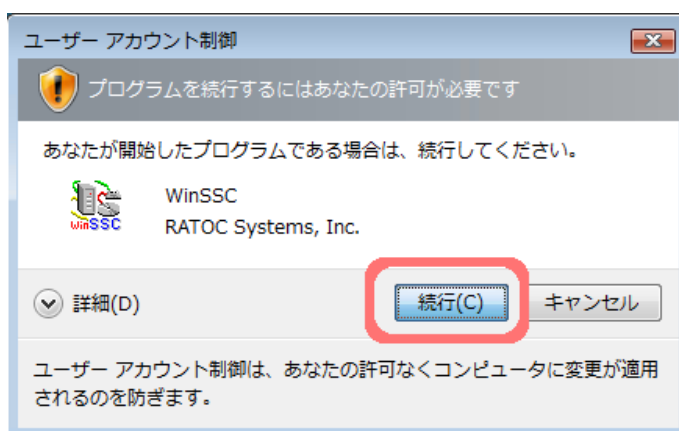 ユーザー アカウント制御
プログラムを続行するにはあなたの許可が必要です
あなたが開始したプログラムである場合は、続行してください。
WinSSC
WinSSC
RATOC Systems, Inc.
詳細(D)
続行(C)
キャンセル
ユーザー アカウント制御は、あなたの許可なくコンピュータに変更が適用
されるのを防ぎます。